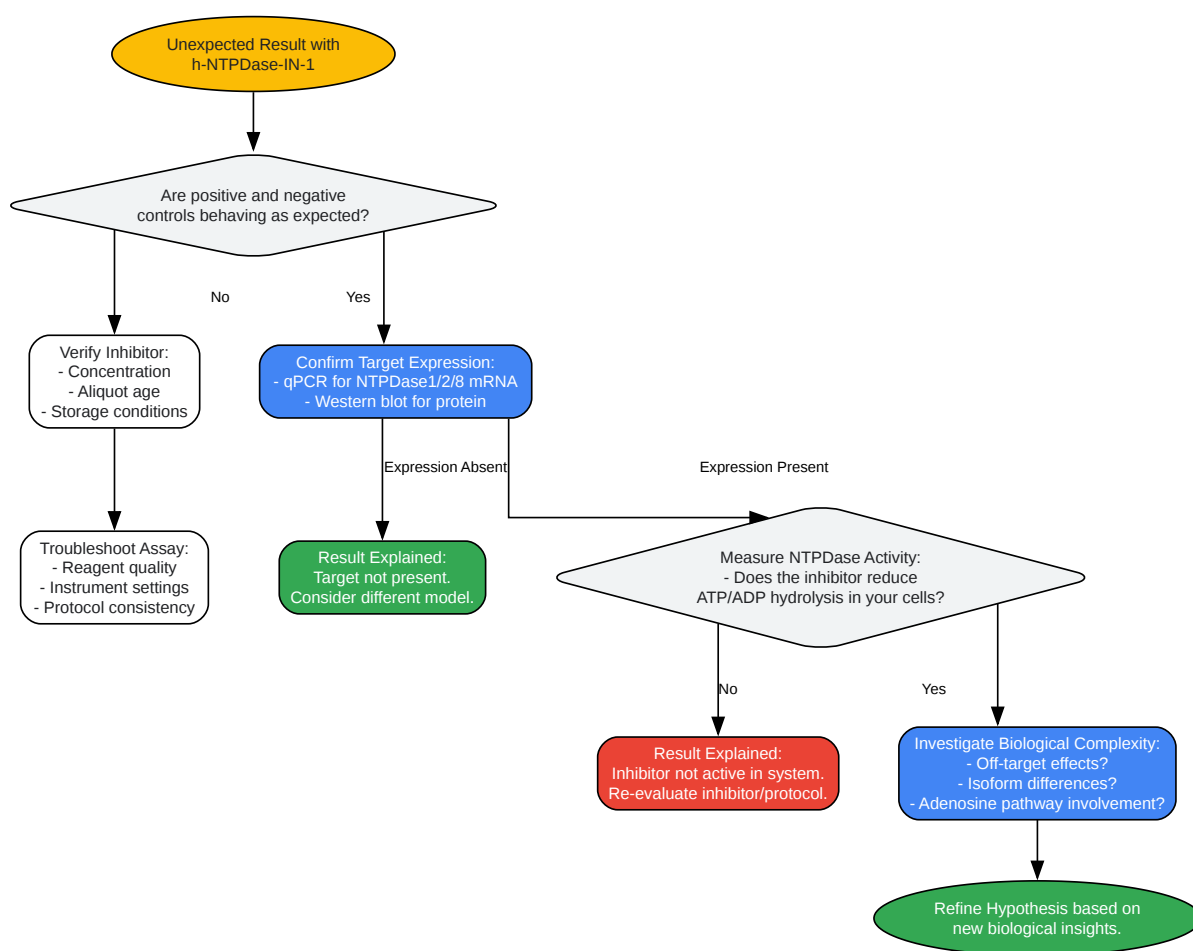 Unexpected Result with
h-NTPDase-IN-1
Are positive and negative
controls behaving as expected?
No
Yes
Verify Inhibitor:
- Concentration
- Aliquot age
- Storage conditions
Confirm Target Expression:
- qPCR for NTPDase1/2/8 mRNA
- Western blot for protein
Expression Absent
Expression Present
Troubleshoot Assay:
- Reagent quality
- Instrument settings
- Protocol consistency
Result Explained:
Target not present.
Consider different model.
Measure NTPDase Activity:
- Does the inhibitor reduce
ATP/ADP hydrolysis in your cells?
No
Yes
Result Explained:
Inhibitor not active in system.
Re-evaluate inhibitor/protocol.
Investigate Biological Complexity:
- Off-target effects?
- Isoform differences?
- Adenosine pathway involvement?
Refine Hypothesis based on
new biological insights.